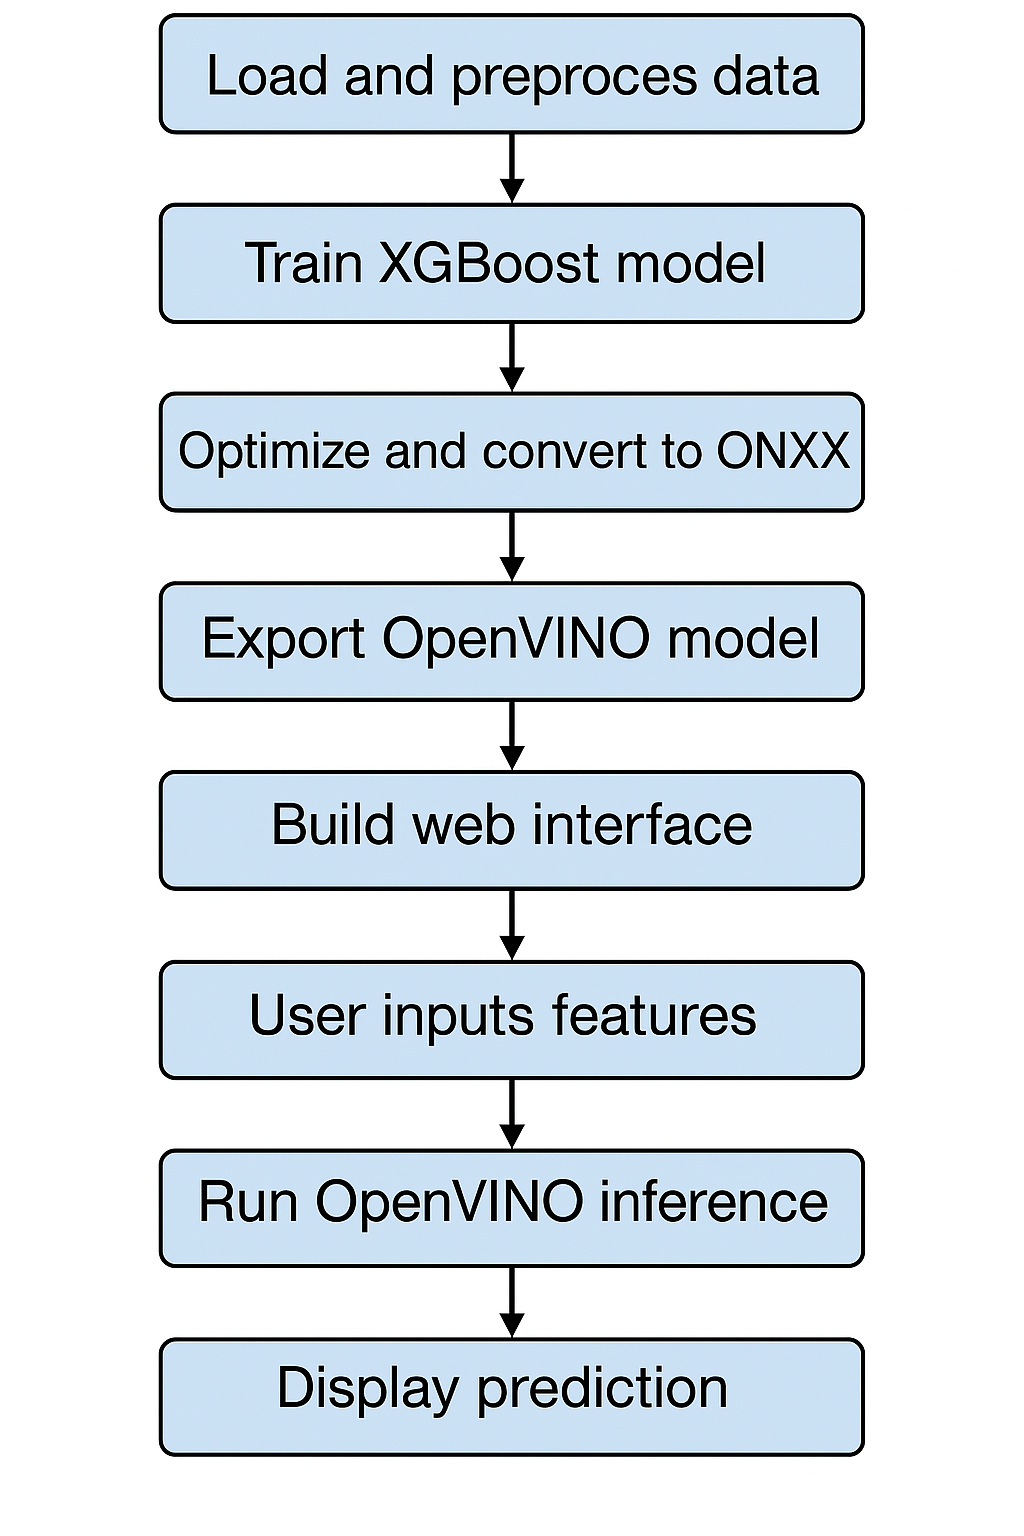 Load and preproces data
Train XGBoost model
Optimize and convert to ONXX
Export OpenVINO model
Build web interface
User inputs features
Run OpenVINO inference
Display prediction